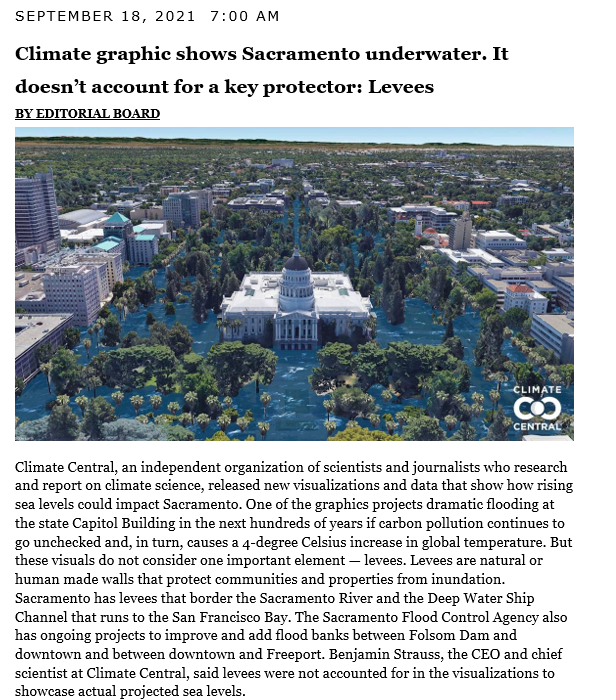 SEPTEMBER 18, 2021 7:00 AM
Climate graphic shows Sacramento underwater. It
doesn’t account for a key protector: Levees
BY EDITORIAL BOARD
CLIMATE
CENTRAL
Climate Central, an independent organization of scientists and journalists who research
and report on climate science, released new visualizations and data that show how rising
sea levels could impact Sacramento. One of the graphics projects dramatic flooding at
the state Capitol Building in the next hundreds of years if carbon pollution continues to
go unchecked and, in turn, causes a 4-degree Celsius increase in global temperature. But
these visuals do not consider one important element — levees. Levees are natural or
human made walls that protect communities and properties from inundation.
Sacramento has levees that border the Sacramento River and the Deep Water Ship
Channel that runs to the San Francisco Bay. The Sacramento Flood Control Agency also
has ongoing projects to improve and add flood banks between Folsom Dam and
downtown and between downtown and Freeport. Benjamin Strauss, the CEO and chief
scientist at Climate Central, said levees were not accounted for in the visualizations to
showcase actual projected sea levels.